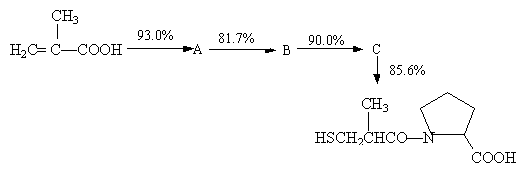 CH3
H2C=C-COOH 93.0% A 81.7% B 90.0% C
85.6%
CH3
HSCH2CHCO-N
COOH